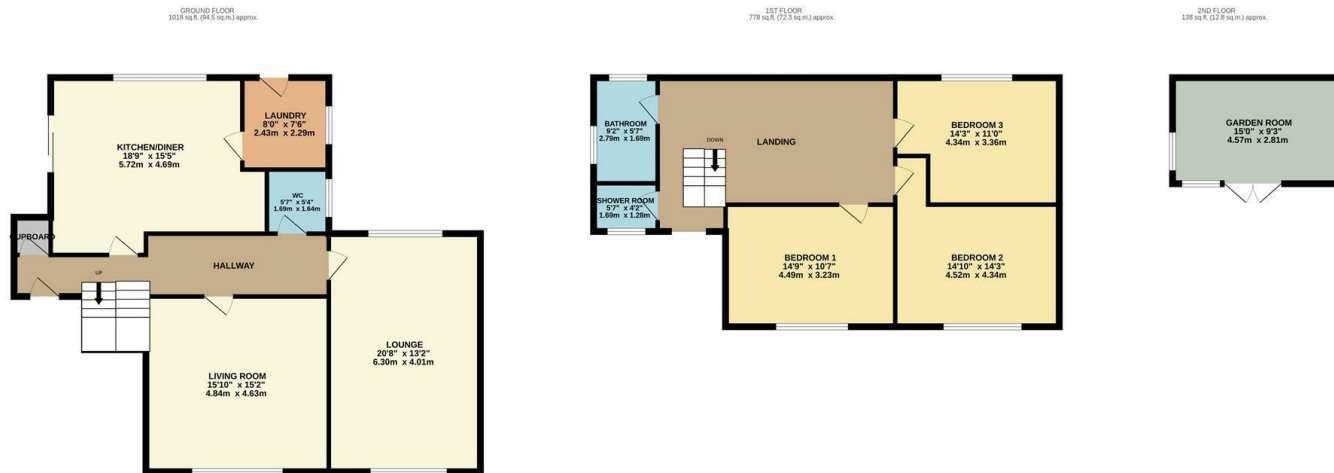 GROUND FLOOR
1018 sq.ft. (94.5 sq.m.) approx.
KITCHEN/DINER
18'9" x 15'5"
5.72m x 4.69m
LAUNDRY
8'0" x 7'6"
2.43m x 2.29m
WC
5'7" x 5'4"
1.69m x 1.64m
CUPBOARD
HALLWAY
UP
LIVING ROOM
15'10" x 15'2"
4.84m x 4.63m
LOUNGE
20'8" x 13'2"
6.30m x 4.01m
1ST FLOOR
778 sq.ft. (72.3 sq.m.) approx.
BATHROOM
9'2" x 5'7"
2.79m x 1.69m
SHOWER ROOM
5'7" x 4'2"
1.69m x 1.28m
DOWN
LANDING
BEDROOM 3
14'3" x 11'0"
4.34m x 3.36m
BEDROOM 1
14'9" x 10'7"
4.49m x 3.23m
BEDROOM 2
14'10" x 14'3"
4.52m x 4.34m
2ND FLOOR
138 sq.ft. (12.8 sq.m.) approx.
GARDEN ROOM
15'0" x 9'3"
4.57m x 2.81m